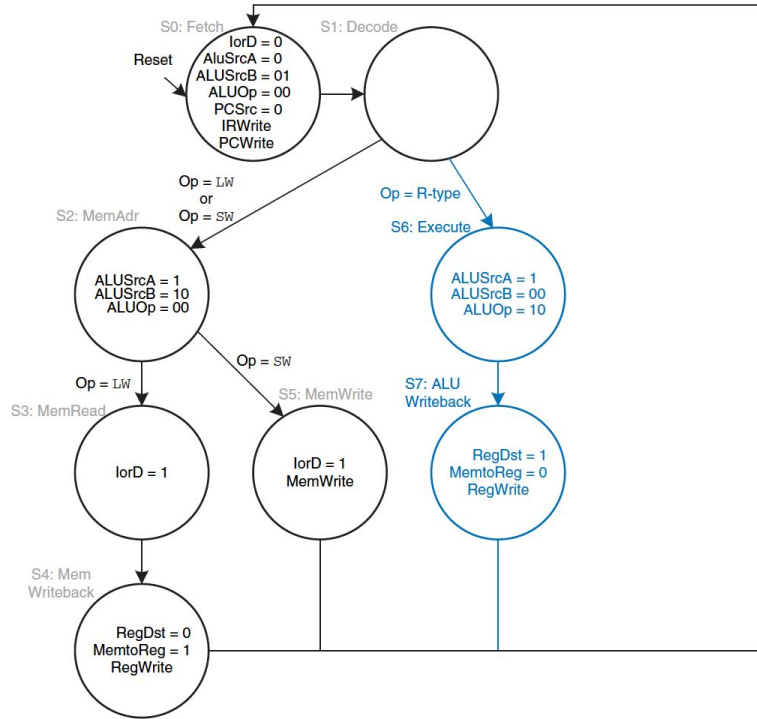 S0: Fetch
S1: Decode
Reset
IorD = 0
AluSrcA = 0
ALUSrcB = 01
ALUOp = 00
PCSrc = 0
IRWrite
PCWrite
Op = LW
or
Op = SW
Op = R-type
S2: MemAdr
S6: Execute
ALUSrcA = 1
ALUSrcB = 10
ALUOp = 00
ALUSrcA = 1
ALUSrcB = 00
ALUOp = 10
Op = SW
Op = LW
S3: MemRead
S5: MemWrite
S7: ALU
Writeback
IorD = 1
IorD = 1
MemWrite
RegDst = 1
MemtoReg = 0
RegWrite
S4: Mem
Writeback
RegDst = 0
MemtoReg = 1
RegWrite